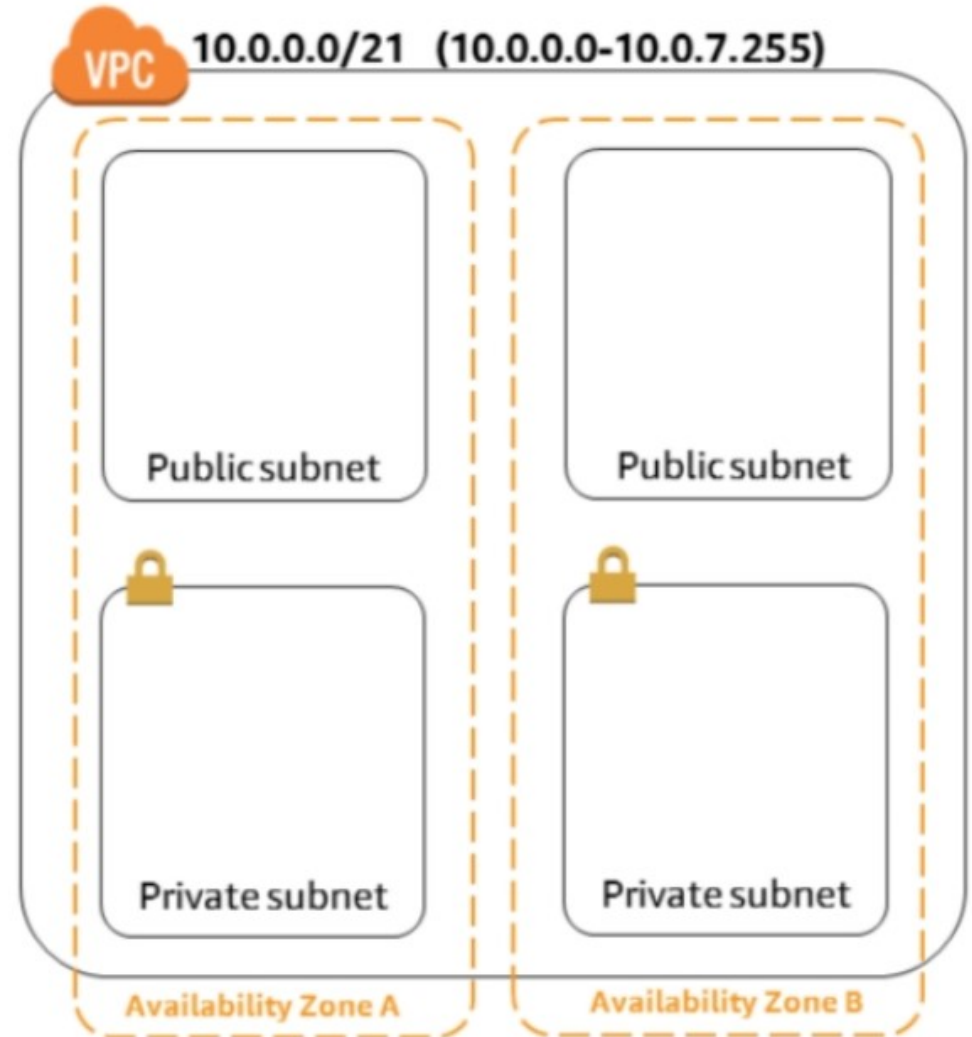 VPC 10.0.0.0/21 (10.0.0.0-10.0.7.255)
Public subnet
Public subnet
Private subnet
Private subnet
Availability Zone A
Availability Zone B